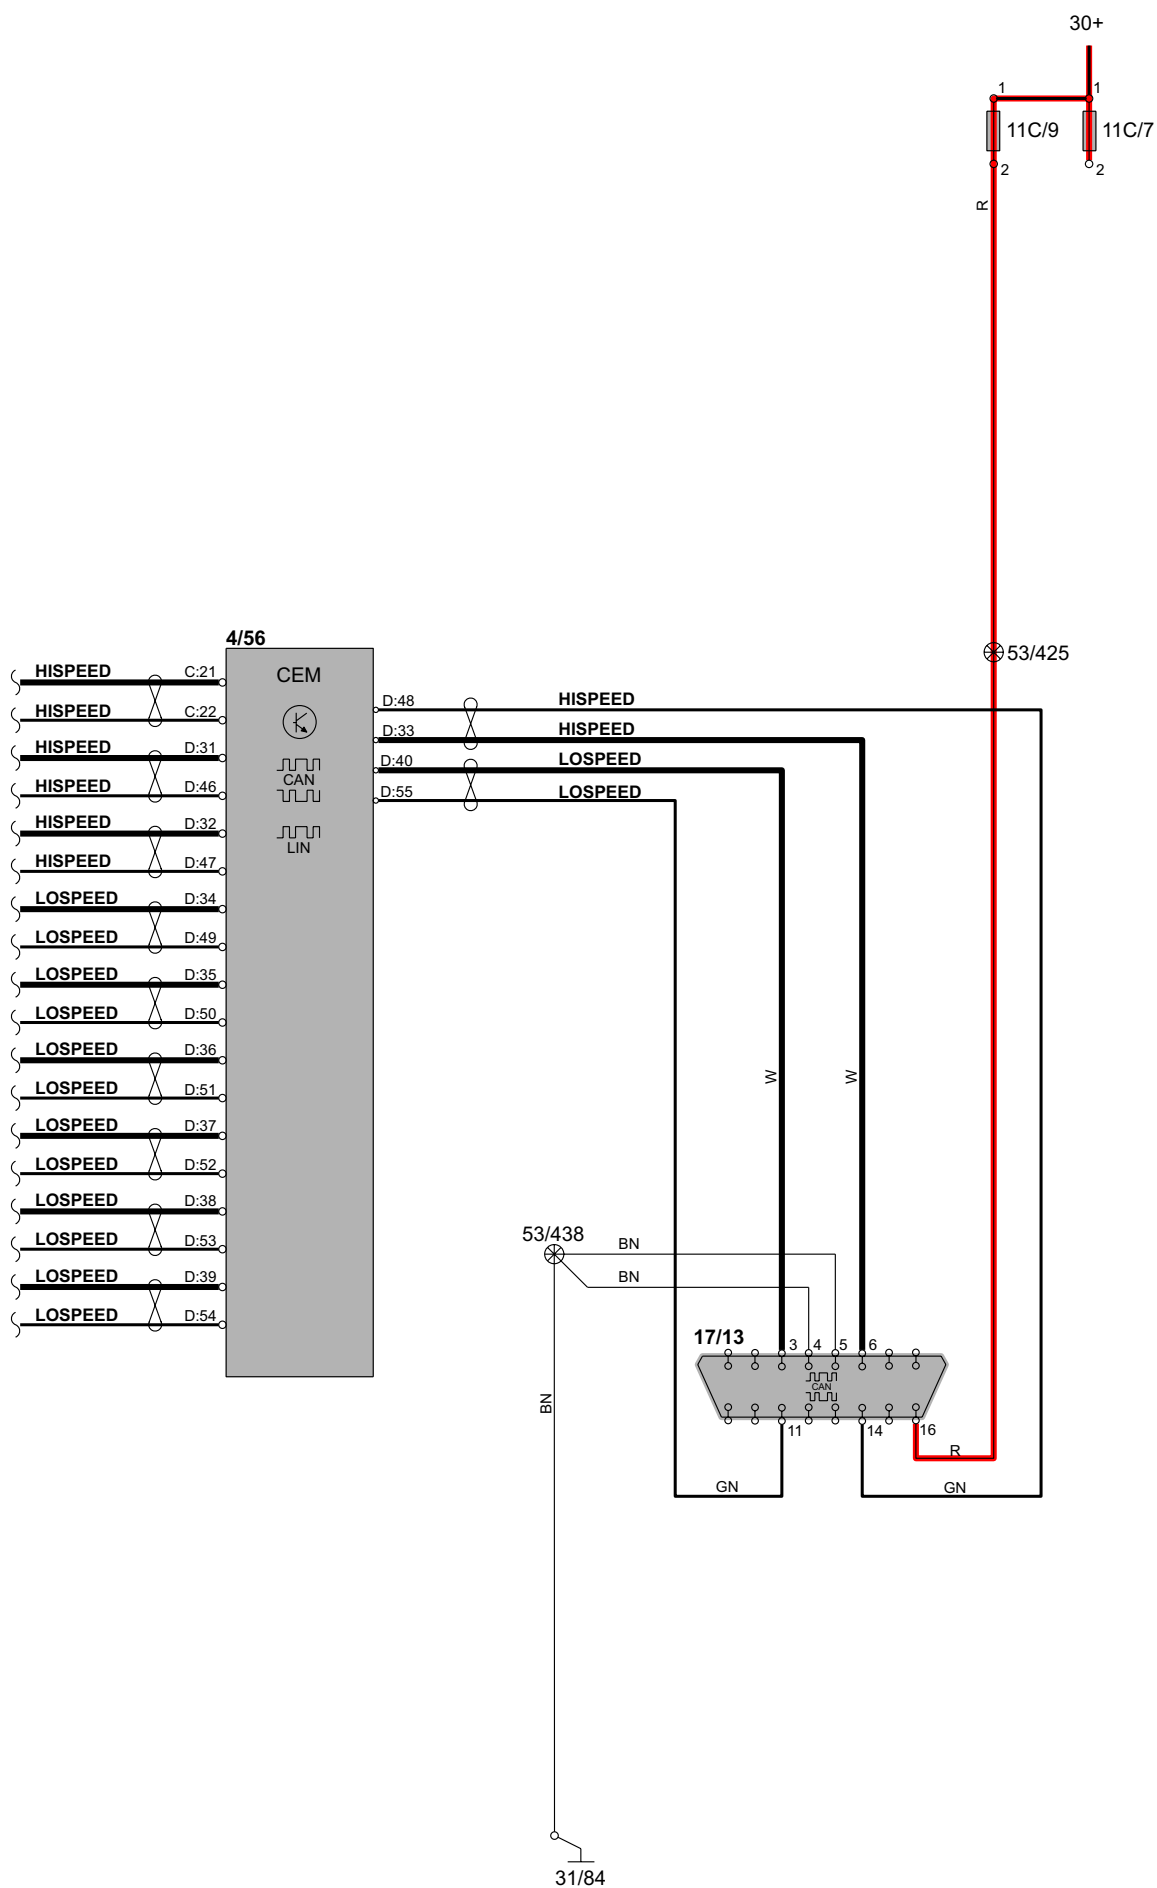 30+
1
1
11C/9
11C/7
2
2
R
4/56
53/425
HISPEED C:21
CEM
HISPEED C:22
D:48 HISPEED
D:33 HISPEED
HISPEED D:31
D:40 LOSPEED
CAN
HISPEED D:46
D:55 LOSPEED
HISPEED D:32
LIN
HISPEED D:47
LOSPEED D:34
LOSPEED D:49
LOSPEED D:35
LOSPEED D:50
LOSPEED D:36
W
W
LOSPEED D:51
LOSPEED D:37
LOSPEED D:52
LOSPEED D:38
LOSPEED D:53
53/438
BN
LOSPEED D:39
BN
LOSPEED D:54
17/13
3
4
5
6
CAN
BN
11
14
16
R
GN
GN
31/84